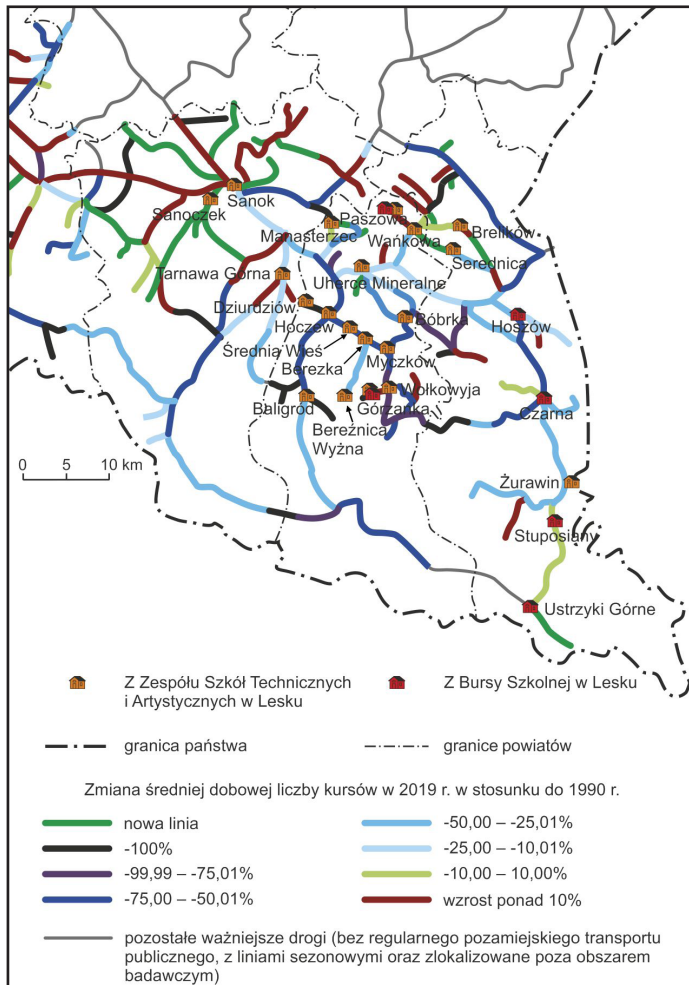 Sanok
Sanoczek
Paszowa
Manasterzec
Wańkowa
Brelików
Serednica
Tarnawa Górna
Uherce Mineralne
Dziurdziów
Bóbrka
Hoszów
Hoczew
Średnia Wieś
Berezka
Myczków
Baligród
Wołkowyja
Górzanka
Czarna
Bereźnica
Wyżna
0 5 10 km
Żurawin
Stuposiany
Ustrzyki Górne
Z Zespółu Szkół Technicznych
i Artystycznych w Lesku
Z Bursy Szkolnej w Lesku
granica państwa
granice powiatów
Zmiana średniej dobowej liczby kursów w 2019 r. w stosunku do 1990 r.
nowa linia
-50,00 – -25,01%
-100%
-25,00 – -10,01%
-99,99 – -75,01%
-10,00 – 10,00%
-75,00 – -50,01%
wzrost ponad 10%
pozostałe ważniejsze drogi (bez regularnego pozamiejskiego transportu
publicznego, z liniami sezonowymi oraz zlokalizowane poza obszarem
badawczym)